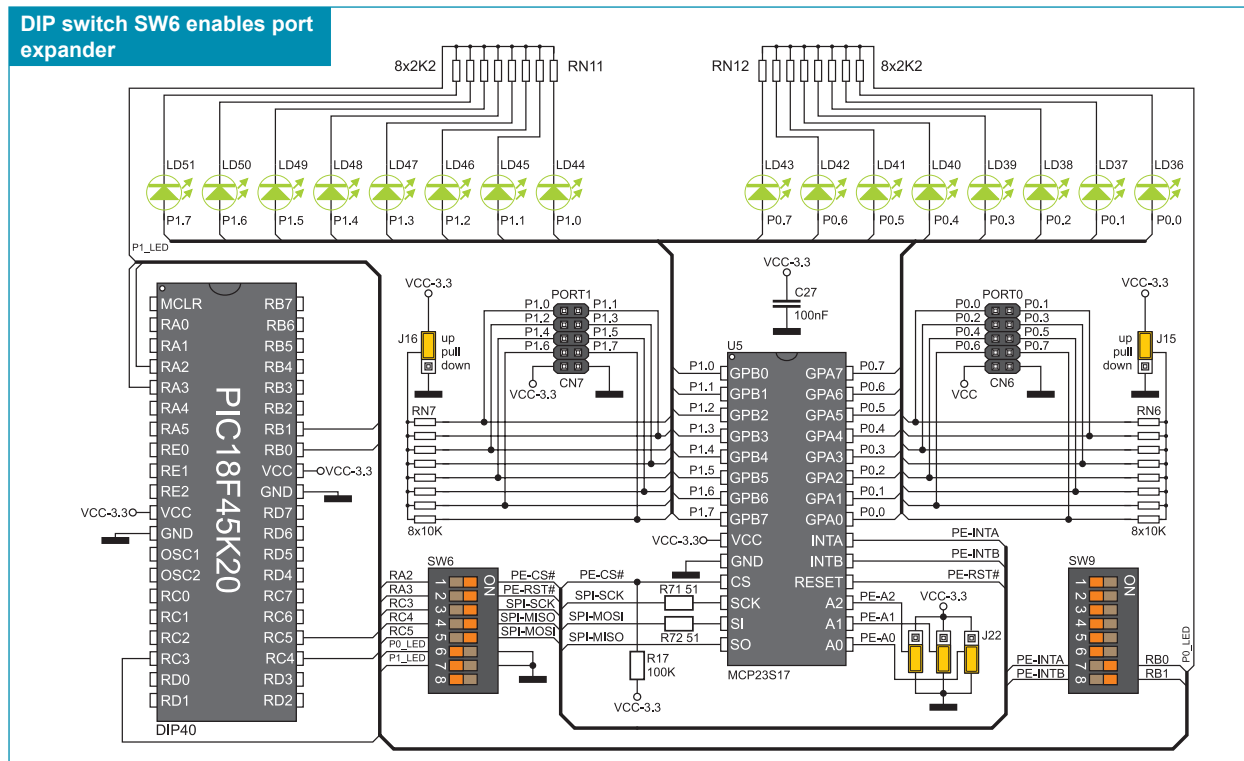 DIP switch SW6 enables port
expander
8x2K2
RN11
RN12
8x2K2
LD51
LD50
LD49
LD48
LD47
LD46
LD45
LD44
LD43
LD42
LD41
LD40
LD39
LD38
LD37
LD36
P1.7
P1.6
P1.5
P1.4
P1.3
P1.2
P1.1
P1.0
P0.7
P0.6
P0.5
P0.4
P0.3
P0.2
P0.1
P0.0
P1_LED
MCLR
RA0
RA1
RA2
RA3
RA4
RA5
RE0
RE1
RE2
VCC
GND
OSC1
OSC2
RC0
RC1
RC2
RC3
RD0
RD1
PIC18F45K20
RB7
RB6
RB5
RB4
RB3
RB2
RB1
RB0
VCC
GND
RD7
RD6
RD5
RD4
RC7
RC6
RC5
RC4
RD3
RD2
DIP40
VCC-3.3
VCC-3.3
VCC-3.3
J16
up
pull
down
PORT1
P1.0
P1.2
P1.4
P1.6
P1.1
P1.3
P1.5
P1.7
CN7
VCC-3.3
RN7
8x10K
VCC-3.3
C27
100nF
PORT0
P0.0
P0.2
P0.4
P0.6
P0.1
P0.3
P0.5
P0.7
CN6
VCC
VCC-3.3
up
pull
down
J15
RN6
8x10K
U5
P1.0
P1.1
P1.2
P1.3
P1.4
P1.5
P1.6
P1.7
VCC-3.3
GPB0
GPB1
GPB2
GPB3
GPB4
GPB5
GPB6
GPB7
VCC
GND
CS
SCK
SI
SO
GPA7
GPA6
GPA5
GPA4
GPA3
GPA2
GPA1
GPA0
INTA
INTB
RESET
A2
A1
A0
P0.7
P0.6
P0.5
P0.4
P0.3
P0.2
P0.1
P0.0
PE-INTA
PE-INTB
PE-RST#
PE-A2
PE-A1
PE-A0
VCC-3.3
J22
MCP23S17
SW6
RA2
RA3
RC3
RC4
RC5
P0_LED
P1_LED
1
2
3
4
5
6
7
8
ON
PE-CS#
PE-RST#
SPI-SCK
SPI-MISO
SPI-MOSI
PE-CS#
SPI-SCK
SPI-MOSI
SPI-MISO
R71 51
R72 51
R17
100K
VCC-3.3
SW9
1
2
3
4
5
6
7
8
ON
PE-INTA
PE-INTB
RB0
RB1
P0_LED